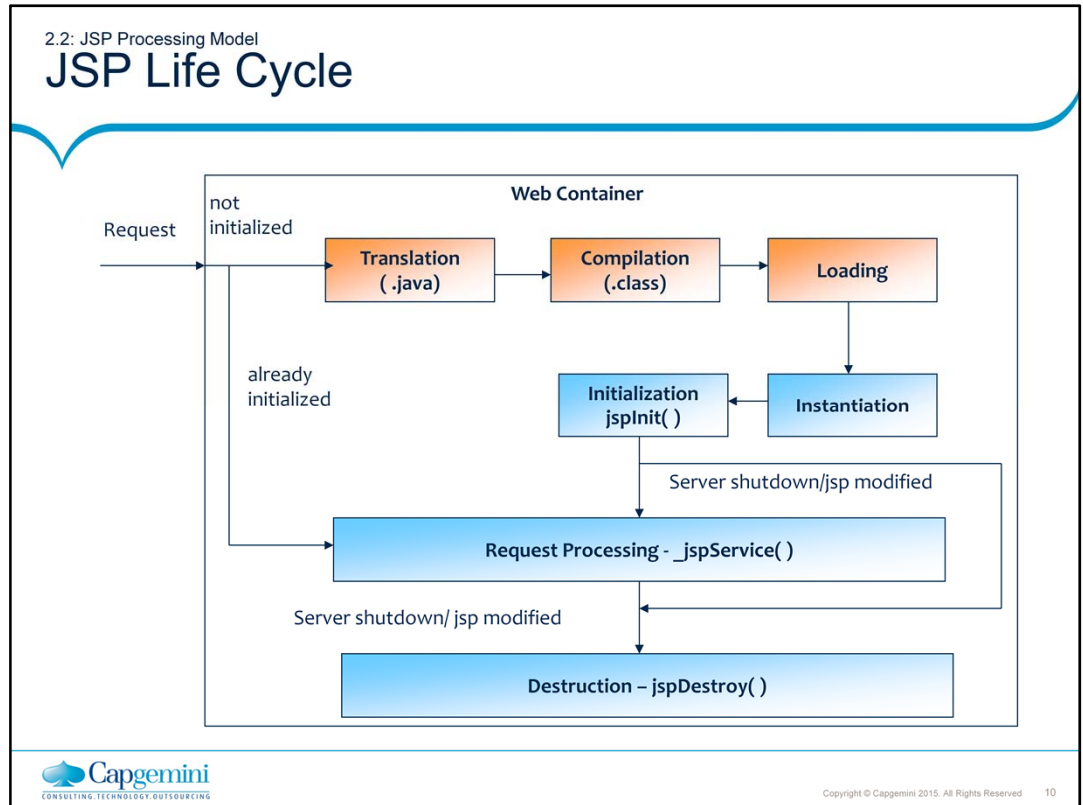 2.2: JSP Processing Model
JSP Life Cycle
Web Container
not
initialized
Request
Translation
( .java)
Compilation
(.class)
Loading
already
initialized
Initialization
jspInit( )
Instantiation
Server shutdown/jsp modified
Request Processing - _jspService( )
Server shutdown/ jsp modified
Destruction – jspDestroy( )
Capgemini
CONSULTING.TECHNOLOGY.OUTSOURCING
Copyright © Capgemini 2015. All Rights Reserved 10